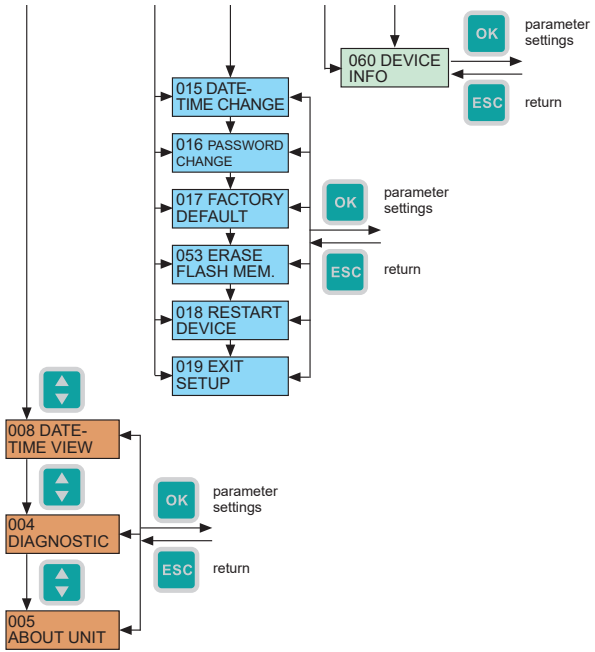 OK
parameter
settings
060 DEVICE
INFO
ESC
return
015 DATE-
TIME CHANGE
016 PASSWORD
CHANGE
017 FACTORY
DEFAULT
OK
parameter
settings
053 ERASE
FLASH MEM.
ESC
return
018 RESTART
DEVICE
019 EXIT
SETUP
008 DATE-
TIME VIEW
OK
parameter
settings
004
DIAGNOSTIC
ESC
return
005
ABOUT UNIT